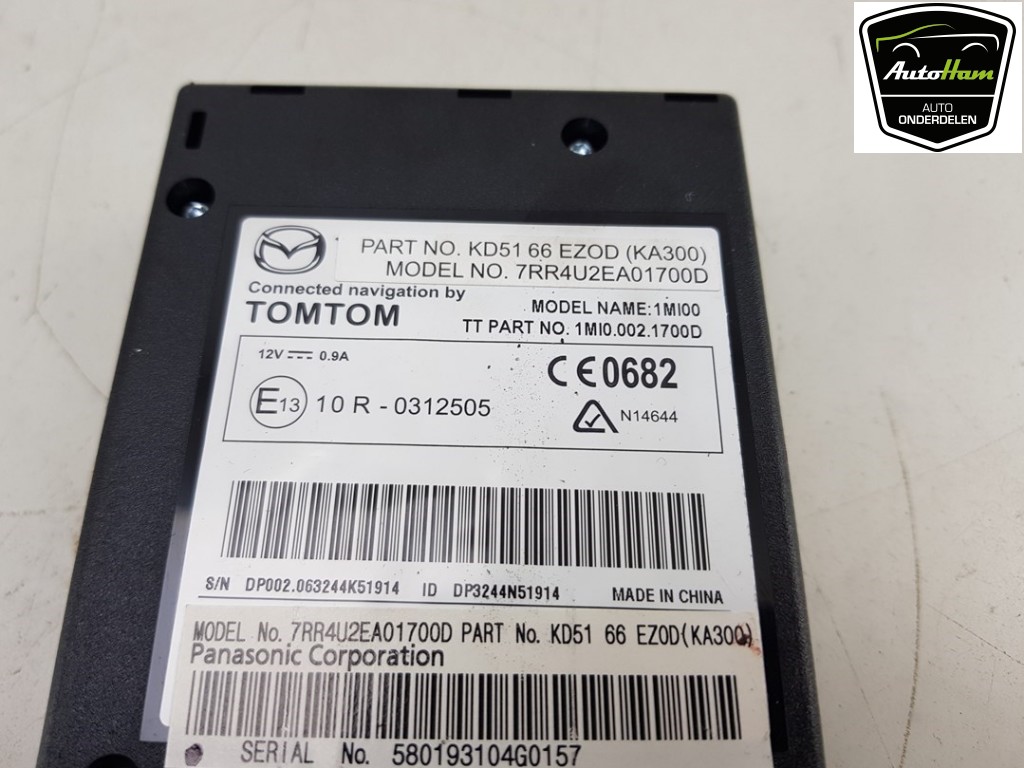 AutoHam
AUTO
ONDERDELEN
PART NO. KD51 66 EZOD (KA300)
MODEL NO. 7RR4U2EA01700D
Connected navigation by
TOMTOM
MODEL NAME:1MI00
TT PART NO. 1MI0.002.1700D
12V 0.9A
CE0682
E13 10 R - 0312505
N14644
S/N DP002.063244K51914 ID DP3244N51914 MADE IN CHINA
MODEL No. 7RR4U2EA01700D PART No. KD51 66 EZ0D(KA300)
Panasonic Corporation
SERIAL No. 580193104G0157